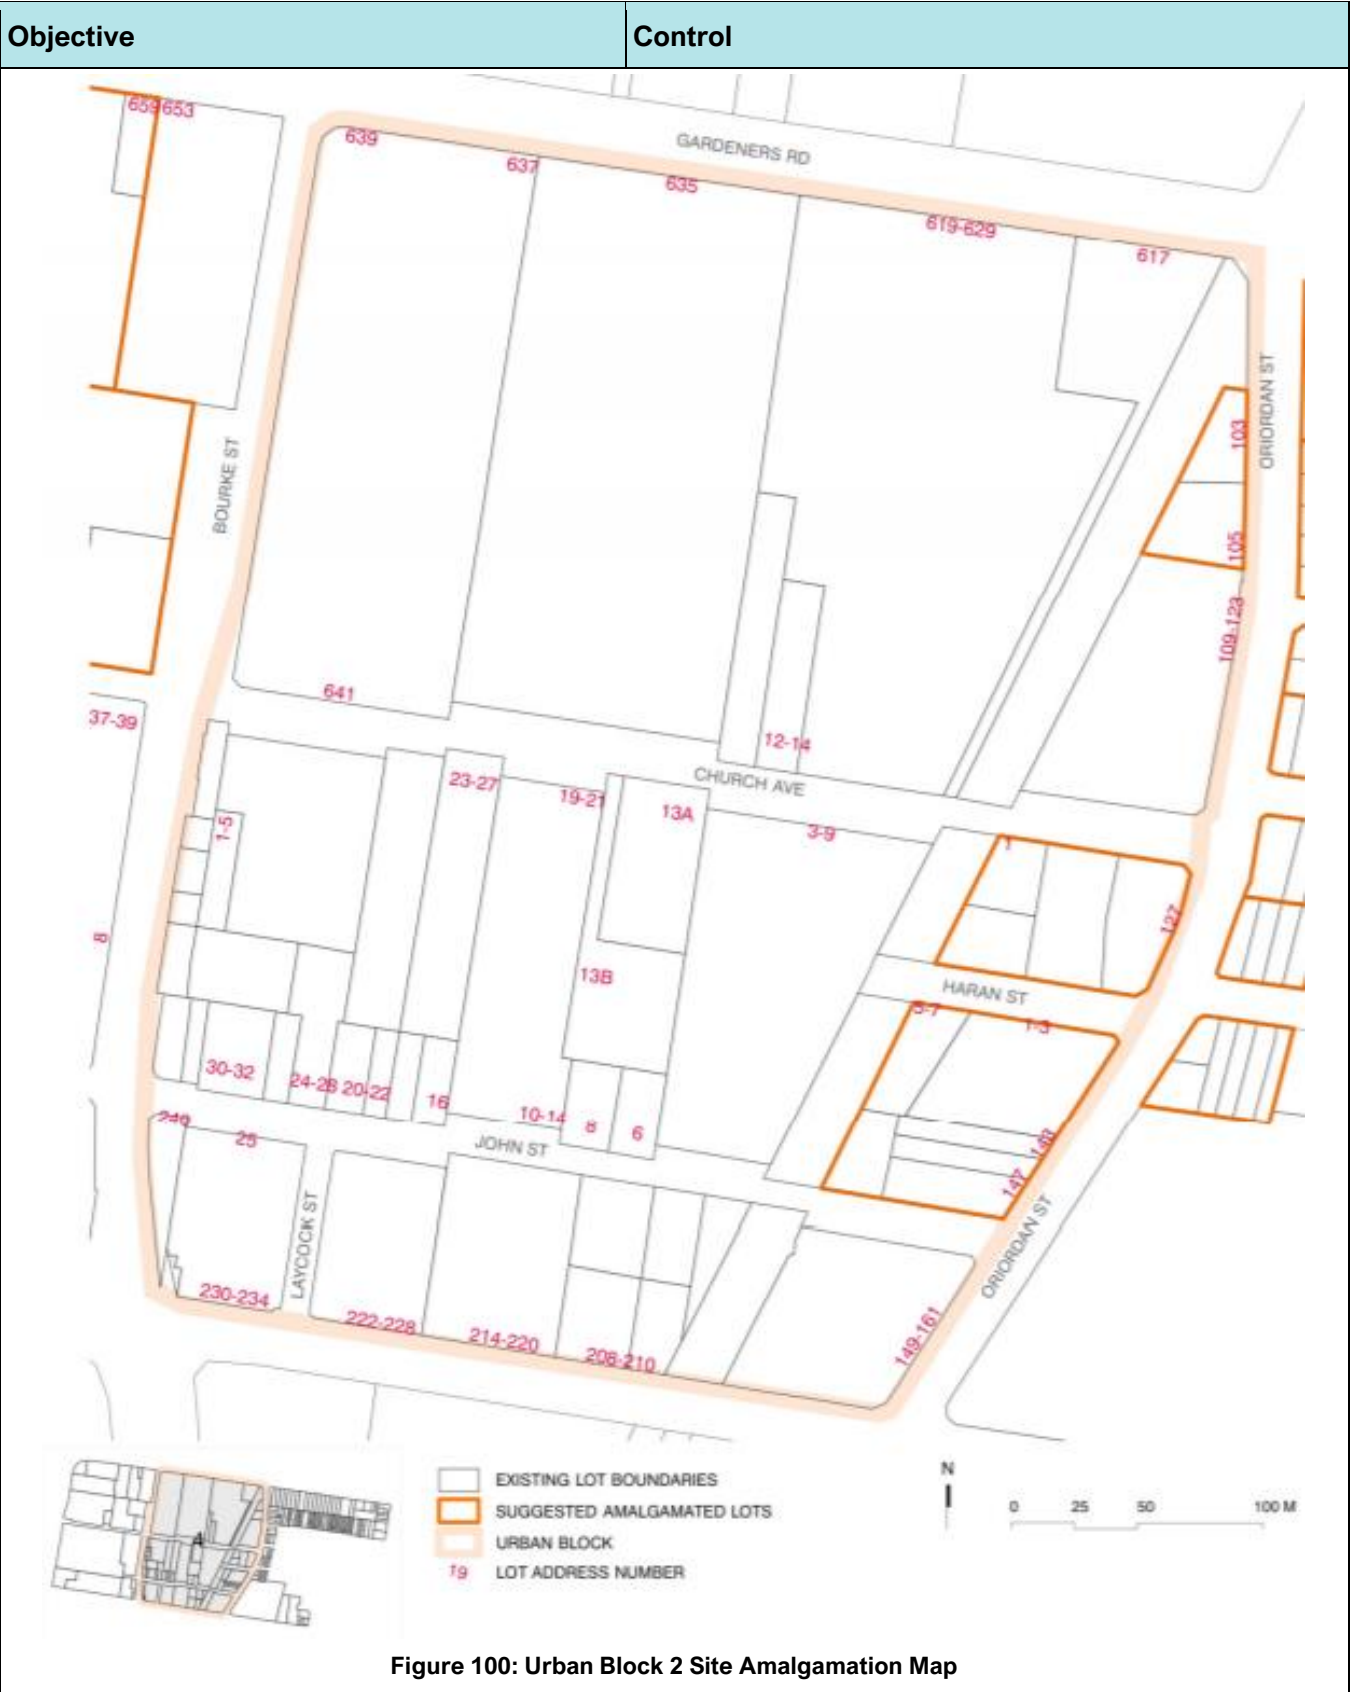 Objective Control
659 653
639
637
635
GARDENERS RD
619-629
617
ORIORDAN ST
103
105
109-123
BOURKE ST
641
37-39
12-14
CHURCH AVE
23-27
19-21
13A
3-9
1-5
1
127
8
13B
HARAN ST
5-7
1-3
30-32
24-28 20-22
16
10-14
8
6
JOHN ST
25
147
LAYCOCK ST
ORIORDAN ST
230-234
222-228
214-220
208-210
149-161
4
EXISTING LOT BOUNDARIES
SUGGESTED AMALGAMATED LOTS
URBAN BLOCK
19 LOT ADDRESS NUMBER
N
0 25 50 100 M
Figure 100: Urban Block 2 Site Amalgamation Map